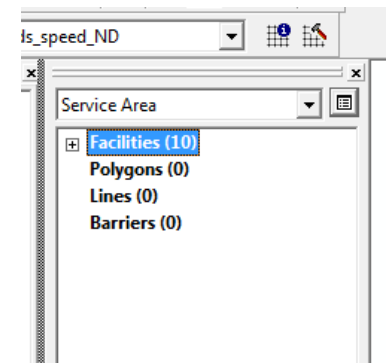 ds_speed_ND
Service Area
Facilities (10)
Polygons (0)
Lines (0)
Barriers (0)